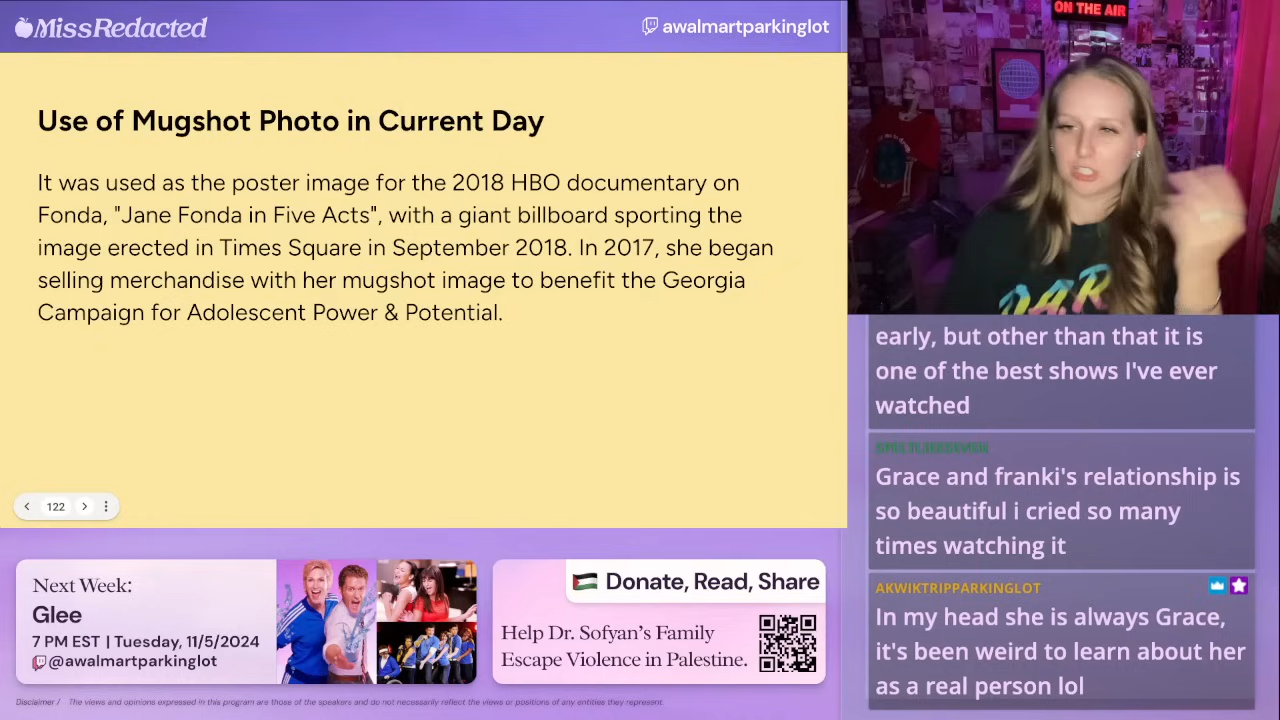 MissRedacted
awalmartparkinglot
ON THE AIR
Use of Mugshot Photo in Current Day
It was used as the poster image for the 2018 HBO documentary on
Fonda, "Jane Fonda in Five Acts", with a giant billboard sporting the
image erected in Times Square in September 2018. In 2017, she began
selling merchandise with her mugshot image to benefit the Georgia
Campaign for Adolescent Power & Potential.
122
early, but other than that it is
one of the best shows I've ever
watched
Grace and franki's relationship is
so beautiful i cried so many
times watching it
AKWIKTRIPPARKINGLOT
In my head she is always Grace,
it's been weird to learn about her
as a real person lol
Next Week:
Glee
7 PM EST | Tuesday, 11/5/2024
@awalmartparkinglot
Donate, Read, Share
Help Dr. Sofyan's Family
Escape Violence in Palestine.
Disclaimer / The views and opinions expressed in this program are those of the speakers and do not necessarily reflect the views or positions of any entities they represent.